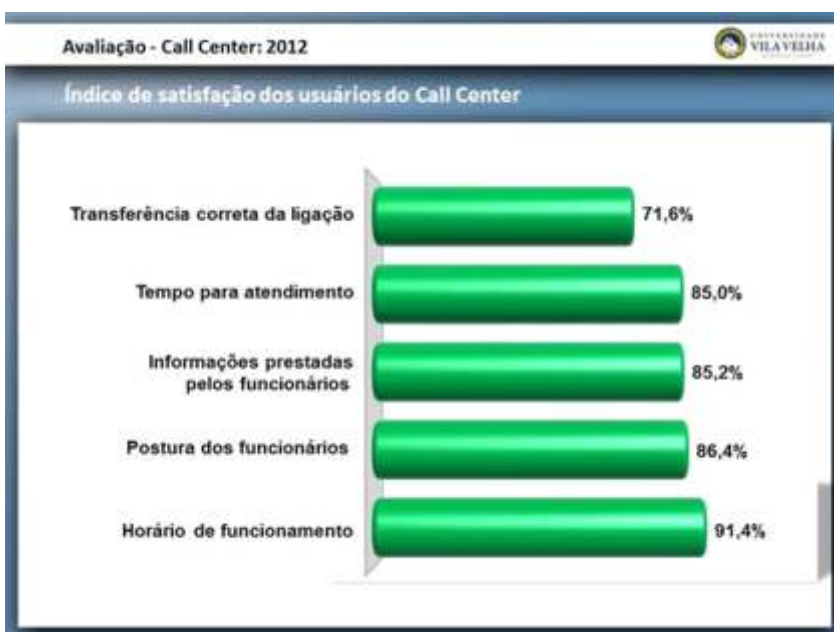 Avaliação - Call Center: 2012
UNIVERSIDADE
VILA VELHA
Índice de satisfação dos usuários do Call Center
Transferência correta da ligação
71,6%
Tempo para atendimento
85,0%
Informações prestadas
pelos funcionários
85,2%
Postura dos funcionários
86,4%
Horário de funcionamento
91,4%